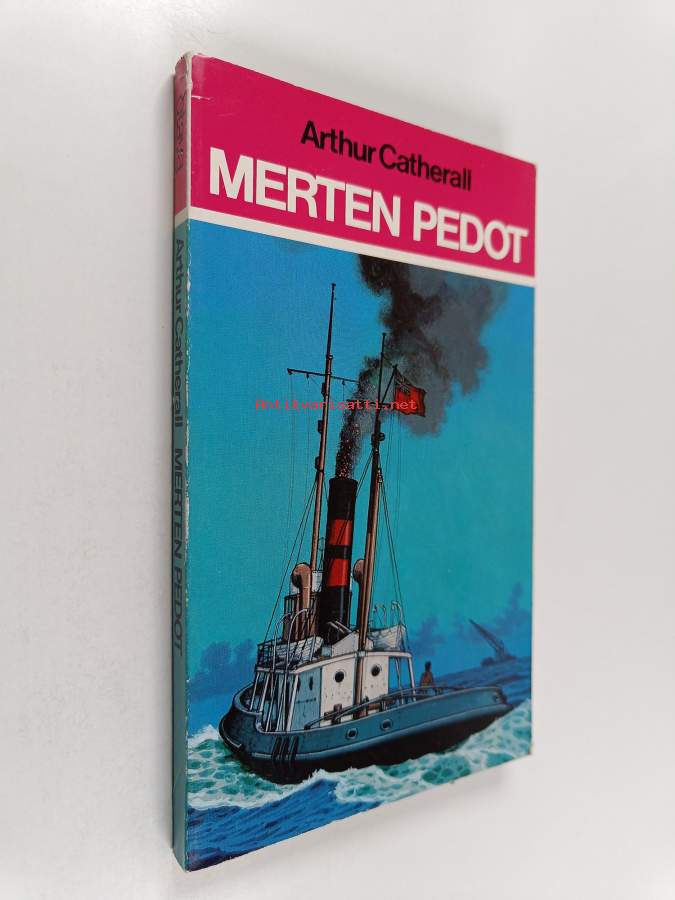 Arthur Catherall
MERTEN PEDOT
Antikvariaatti.net
Arthur Catherall MERTEN PEDOT